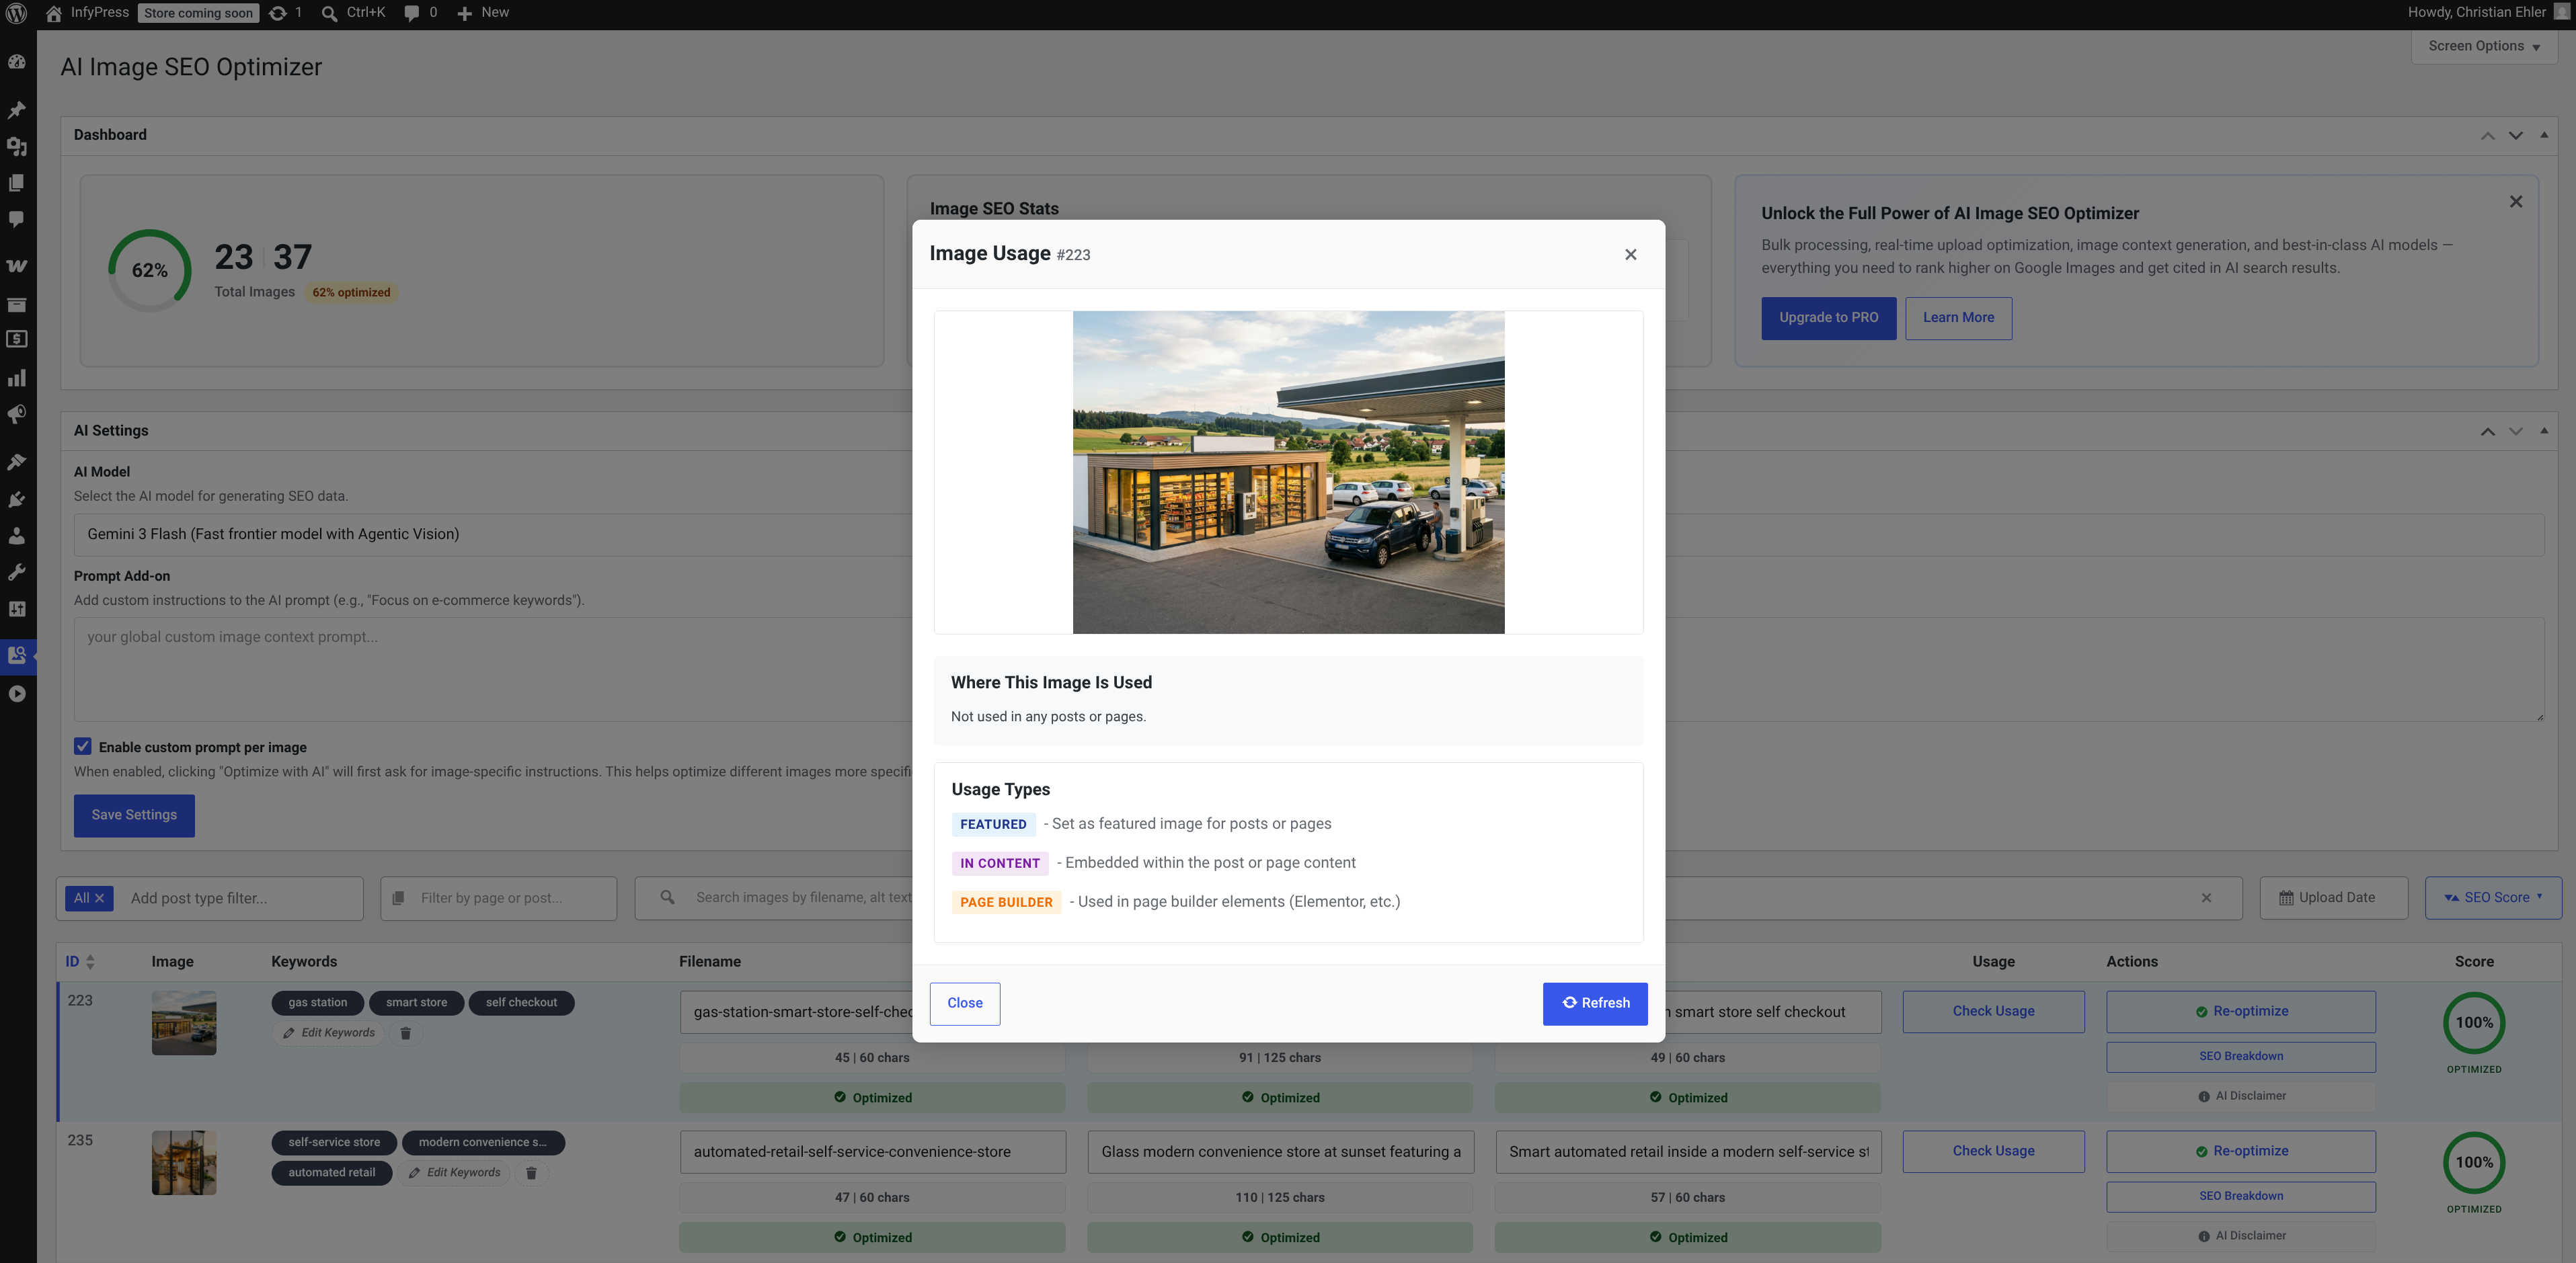 InfyPress
Store coming soon
1
Ctrl+K
0
New
Howdy, Christian Ehler
Screen Options
AI Image SEO Optimizer
Dashboard
62%
23 37
Total Images
62% optimized
Image SEO Stats
Unlock the Full Power of AI Image SEO Optimizer
Bulk processing, real-time upload optimization, image context generation, and best-in-class AI models —
everything you need to rank higher on Google Images and get cited in AI search results.
Upgrade to PRO
Learn More
Image Usage #223
Where This Image Is Used
Not used in any posts or pages.
Usage Types
FEATURED - Set as featured image for posts or pages
IN CONTENT - Embedded within the post or page content
PAGE BUILDER - Used in page builder elements (Elementor, etc.)
Close
Refresh
AI Settings
AI Model
Select the AI model for generating SEO data.
Gemini 3 Flash (Fast frontier model with Agentic Vision)
Prompt Add-on
Add custom instructions to the AI prompt (e.g., "Focus on e-commerce keywords").
your global custom image context prompt...
Enable custom prompt per image
When enabled, clicking "Optimize with AI" will first ask for image-specific instructions. This helps optimize different images more specifi
Save Settings
All
Add post type filter...
Filter by page or post...
Search images by filename, alt text
Upload Date
SEO Score
ID
Image
Keywords
Filename
Usage
Actions
Score
223
gas station
smart store
self checkout
Edit Keywords
gas-station-smart-store-self-chec
smart store self checkout
Check Usage
Re-optimize
100%
45 | 60 chars
91 | 125 chars
49 | 60 chars
SEO Breakdown
OPTIMIZED
Optimized
Optimized
Optimized
AI Disclaimer
235
self-service store
modern convenience s...
automated retail
Edit Keywords
automated-retail-self-service-convenience-store
Glass modern convenience store at sunset featuring a
Smart automated retail inside a modern self-service st
Check Usage
Re-optimize
100%
47 | 60 chars
110 | 125 chars
57 | 60 chars
SEO Breakdown
OPTIMIZED
Optimized
Optimized
Optimized
AI Disclaimer